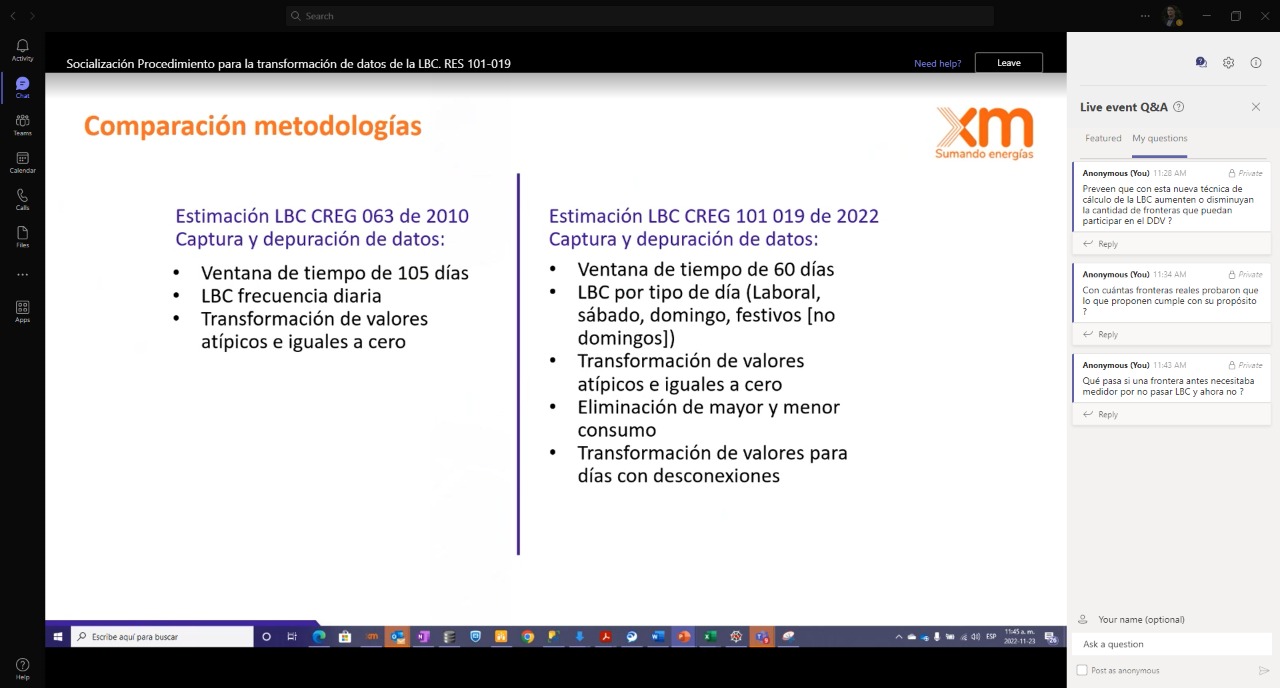 Search
Activity
Chat
Teams
Calendar
Calls
Files
Apps
Help
Socialización Procedimiento para la transformación de datos de la LBC. RES 101-019
Need help?
Leave
Comparación metodologías
xm
Sumando energías
Estimación LBC CREG 063 de 2010
Captura y depuración de datos:
• Ventana de tiempo de 105 días
• LBC frecuencia diaria
• Transformación de valores
atípicos e iguales a cero
Estimación LBC CREG 101 019 de 2022
Captura y depuración de datos:
• Ventana de tiempo de 60 días
• LBC por tipo de día (Laboral,
sábado, domingo, festivos [no
domingos])
• Transformación de valores
atípicos e iguales a cero
• Eliminación de mayor y menor
consumo
• Transformación de valores para
días con desconexiones
Escribe aquí para buscar
xm
ESP
11:45 a. m.
2022-11-23
Live event Q&A
Featured
My questions
Anonymous (You) 11:28 AM
Private
Preveen que con esta nueva técnica de
cálculo de la LBC aumenten o disminuyan
la cantidad de fronteras que puedan
participar en el DDV ?
Reply
Anonymous (You) 11:34 AM
Private
Con cuántas fronteras reales probaron que
lo que proponen cumple con su propósito
?
Reply
Anonymous (You) 11:43 AM
Private
Qué pasa si una frontera antes necesitaba
medidor por no pasar LBC y ahora no ?
Reply
Your name (optional)
Ask a question
Post as anonymous